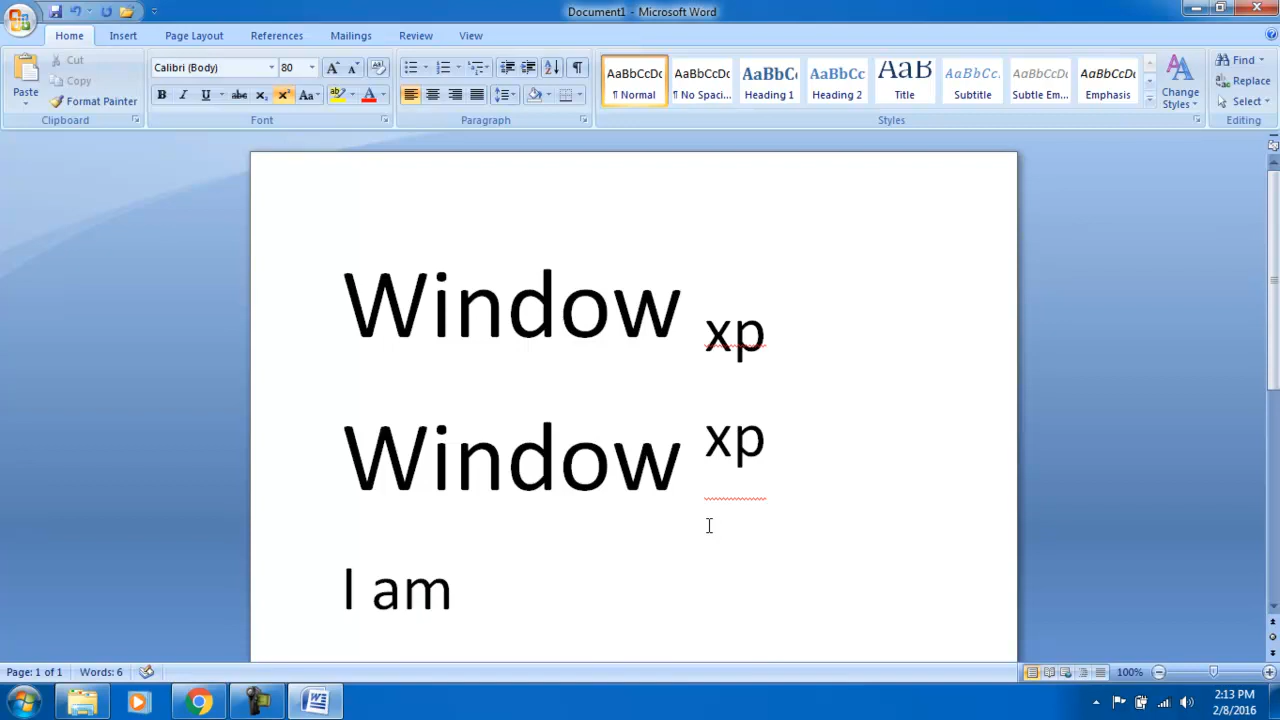 Document1 - Microsoft Word
Home Insert Page Layout References Mailings Review View
Paste
Cut
Copy
Format Painter
Clipboard
Calibri (Body) 80
Font
Paragraph
AaBbCcDc AaBbCcDc AaBbC AaBbCc AaB AaBbCc. AaBbCcDc AaBbCcDc
¶ Normal ¶ No Spaci... Heading 1 Heading 2 Title Subtitle Subtle Em... Emphasis
Change Styles
Styles
Find
Replace
Select
Editing
Window xp
Window xp
I am
Page: 1 of 1 Words: 6 100%
2:13 PM
2/8/2016